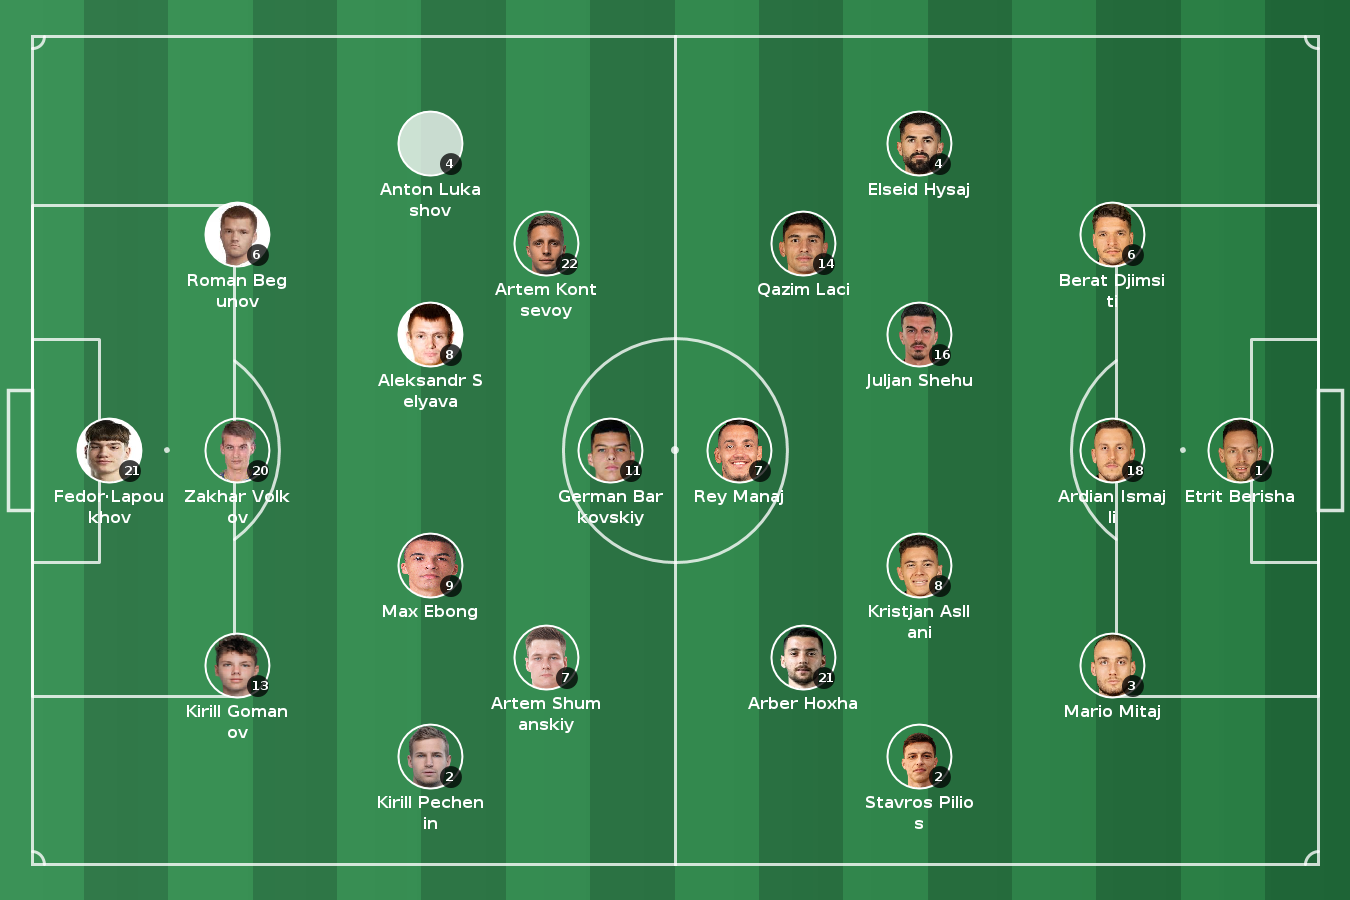 4
Anton Luka
shov
4
Elseid Hysaj
6
Roman Beg
unov
22
Artem Kont
sevoy
14
Qazim Laci
6
Berat Djimsi
ti
8
Aleksandr S
elyava
16
Juljan Shehu
21
Fedor Lapou
khov
20
Zakhar Volk
ov
11
German Bar
kovskiy
7
Rey Manaj
18
Ardian Ismaj
li
1
Etrit Berisha
9
Max Ebong
8
Kristjan Asll
ani
13
Kirill Goman
ov
7
Artem Shum
anskiy
21
Arber Hoxha
3
Mario Mitaj
2
Kirill Pechen
in
2
Stavros Pilio
s